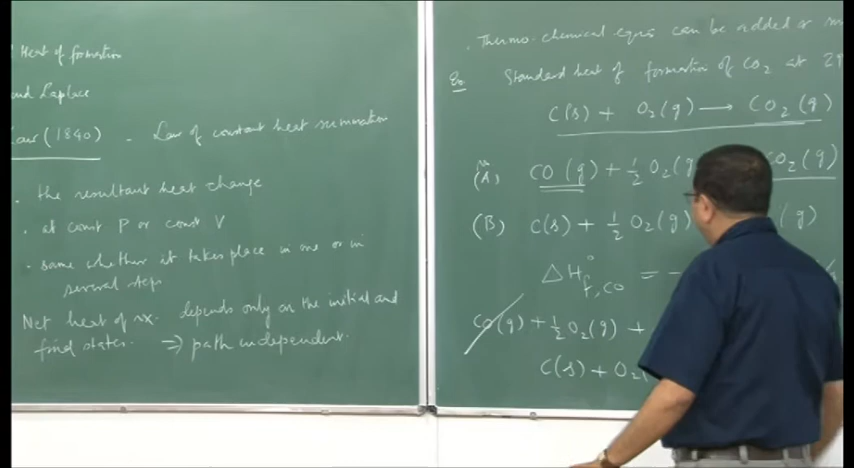 Heat of formation
and Laplace
Law (1840) - Law of constant heat summation
. the resultant heat change
. at const P or const V
. same whether it takes place in one or in
several steps
Net heat of rx. depends only on the initial and
final states. ⇒ path independent.
. Thermo-chemical eqns can be added or
Ex. Standard heat of formation of CO₂ at
C(s) + O₂(g) → CO₂(g)
(A) CO(g) + ½ O₂(g) CO₂(g)
(B) C(s) + ½ O₂(g) (g)
ΔH°f,CO = -
CO(g) + ½ O₂(g) +
C(s) + O₂(